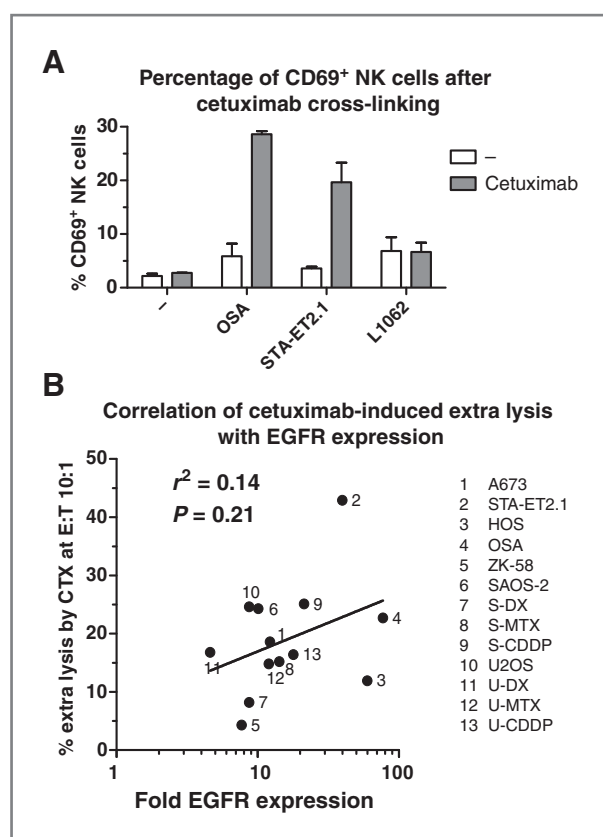 A
Percentage of CD69⁺ NK cells after
cetuximab cross-linking
% CD69⁺ NK cells
30
20
10
0
–
Cetuximab
–
OSA
STA-ET2.1
L1062
B
Correlation of cetuximab-induced extra lysis
with EGFR expression
% extra lysis by CTX at E:T 10:1
50
40
30
20
10
0
r² = 0.14
P = 0.21
2
10
6
9
4
1
11
12
8
13
3
7
5
1
10
100
Fold EGFR expression
1 A673
2 STA-ET2.1
3 HOS
4 OSA
5 ZK-58
6 SAOS-2
7 S-DX
8 S-MTX
9 S-CDDP
10 U2OS
11 U-DX
12 U-MTX
13 U-CDDP